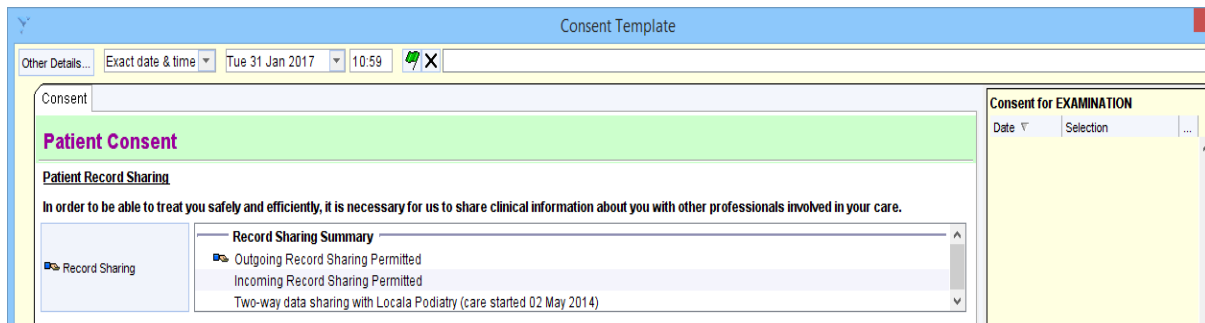 Consent Template
Other Details... Exact date & time Tue 31 Jan 2017 10:59
Consent
Patient Consent
Patient Record Sharing
In order to be able to treat you safely and efficiently, it is necessary for us to share clinical information about you with other professionals involved in your care.
Record Sharing
Record Sharing Summary
Outgoing Record Sharing Permitted
Incoming Record Sharing Permitted
Two-way data sharing with Locala Podiatry (care started 02 May 2014)
Consent for EXAMINATION
Date Selection ...